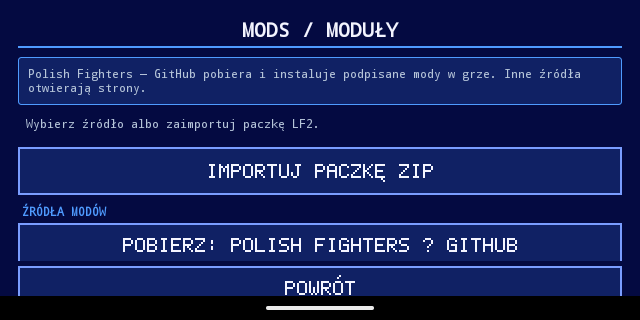 MODS / MODUŁY
Polish Fighters — GitHub pobiera i instaluje podpisane mody w grze. Inne źródła
otwierają strony.
Wybierz źródło albo zaimportuj paczkę LF2.
IMPORTUJ PACZKĘ ZIP
ŹRÓDŁA MODÓW
POBIERZ: POLISH FIGHTERS ? GITHUB
POWRÓT